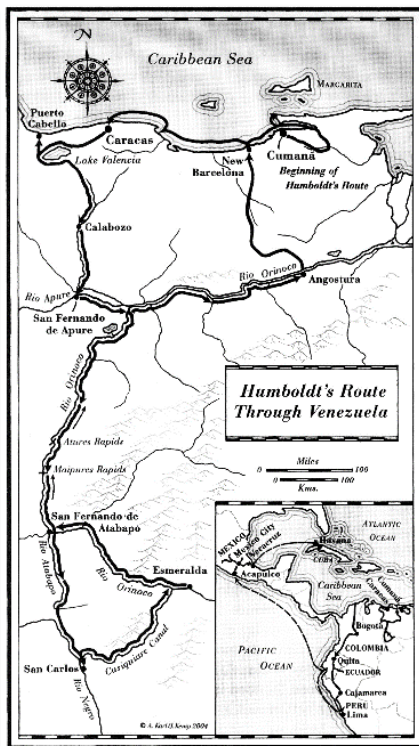 Caribbean Sea
MARGARITA
Puerto
Cabello
Caracas
Lake Valencia
New
Barcelona
Cumaná
Beginning of
Humboldt's Route
Calabozo
Rio Apure
San Fernando
de Apure
Rio Orinoco
Angostura
Rio Orinoco
Humboldt's Route
Through Venezuela
Miles
0 100
0 100
Kms.
Atures Rapids
Maipures Rapids
San Fernando de
Atabapo
Rio Atabapo
Rio
Orinoco
Esmeralda
Casiquiare Canal
San Carlos
Rio Negro
MEXICO
Mexico City
Veracruz
Acapulco
Havana
CUBA
ATLANTIC
OCEAN
Caribbean
Sea
Cumaná
Caracas
Bogotá
COLOMBIA
Quito
ECUADOR
Cajamarca
PERU
Lima
PACIFIC
OCEAN